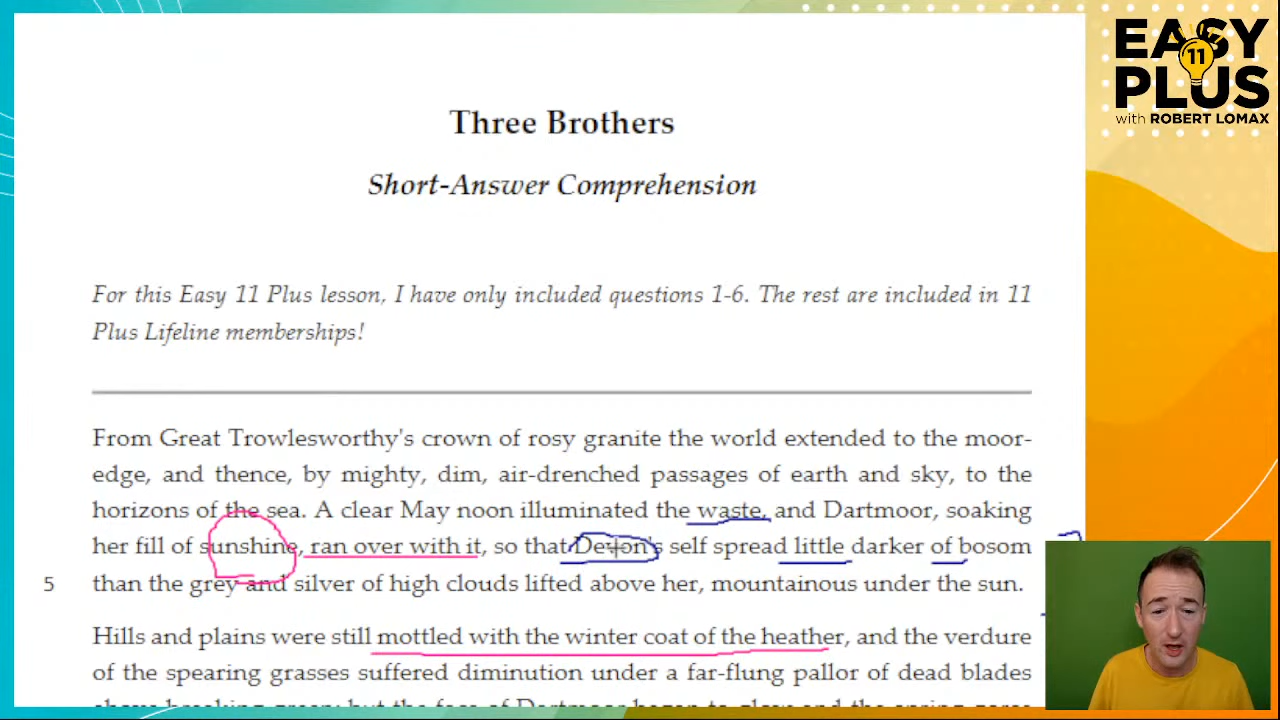 EASY
11
PLUS
with ROBERT LOMAX
Three Brothers
Short-Answer Comprehension
For this Easy 11 Plus lesson, I have only included questions 1-6. The rest are included in 11
Plus Lifeline memberships!
From Great Trowlesworthy's crown of rosy granite the world extended to the moor-
edge, and thence, by mighty, dim, air-drenched passages of earth and sky, to the
horizons of the sea. A clear May noon illuminated the waste, and Dartmoor, soaking
her fill of sunshine, ran over with it, so that Devon's self spread little darker of bosom
5 than the grey and silver of high clouds lifted above her, mountainous under the sun.
Hills and plains were still mottled with the winter coat of the heather, and the verdure
of the spearing grasses suffered diminution under a far-flung pallor of dead blades